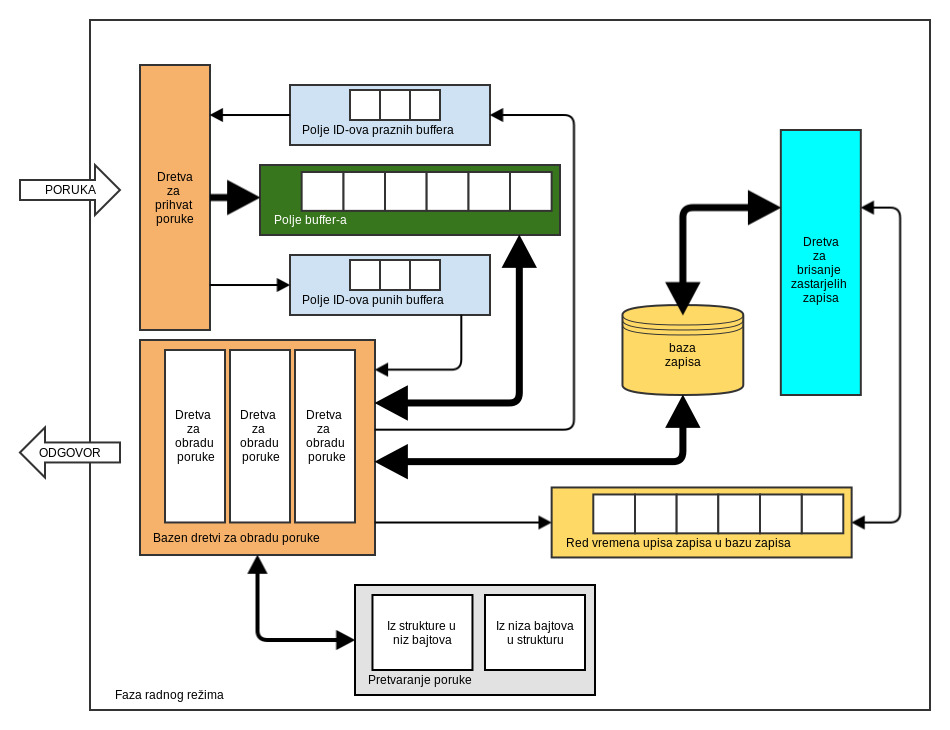 Polje ID-ova praznih buffera
PORUKA
Dretva
za
prihvat
poruke
Polje buffer-a
Polje ID-ova punih buffera
Dretva
za
brisanje
zastarjelih
zapisa
baza
zapisa
Dretva
za
obradu
poruke
Dretva
za
obradu
poruke
Dretva
za
obradu
poruke
ODGOVOR
Bazen dretvi za obradu poruke
Red vremena upisa zapisa u bazu zapisa
Iz strukture u
niz bajtova
Iz niza bajtova
u strukturu
Pretvaranje poruke
Faza radnog režima